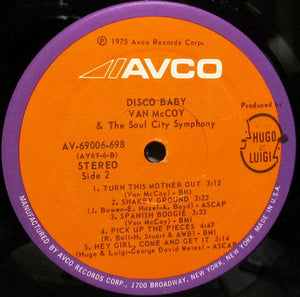 ℗ 1975 Avco Records Corp.
AVCO
DISCO BABY
VAN McCOY
& The Soul City Symphony
Produced by
HUGO
&
LUIGI
AV-69006-698
(AV69-6-B)
STEREO
Side 2
1. TURN THIS MOTHER OUT 3:12
(Van McCoy) - BMI
2. SHAKEY GROUND 3:22
(J. Bowen-E. Hazel-A. Boyd) - ASCAP
3. SPANISH BOOGIE 3:33
(Van McCoy) - BMI
4. PICK UP THE PIECES 4:47
(R. Ball-H. Stuart & AWB) - BMI
5. HEY GIRL, COME AND GET IT 3:14
(Hugo & Luigi-George David Weiss) - ASCAP
MANUFACTURED BY AVCO RECORDS CORP., 1700 BROADWAY, NEW YORK, NEW YORK. MADE IN U.S.A.